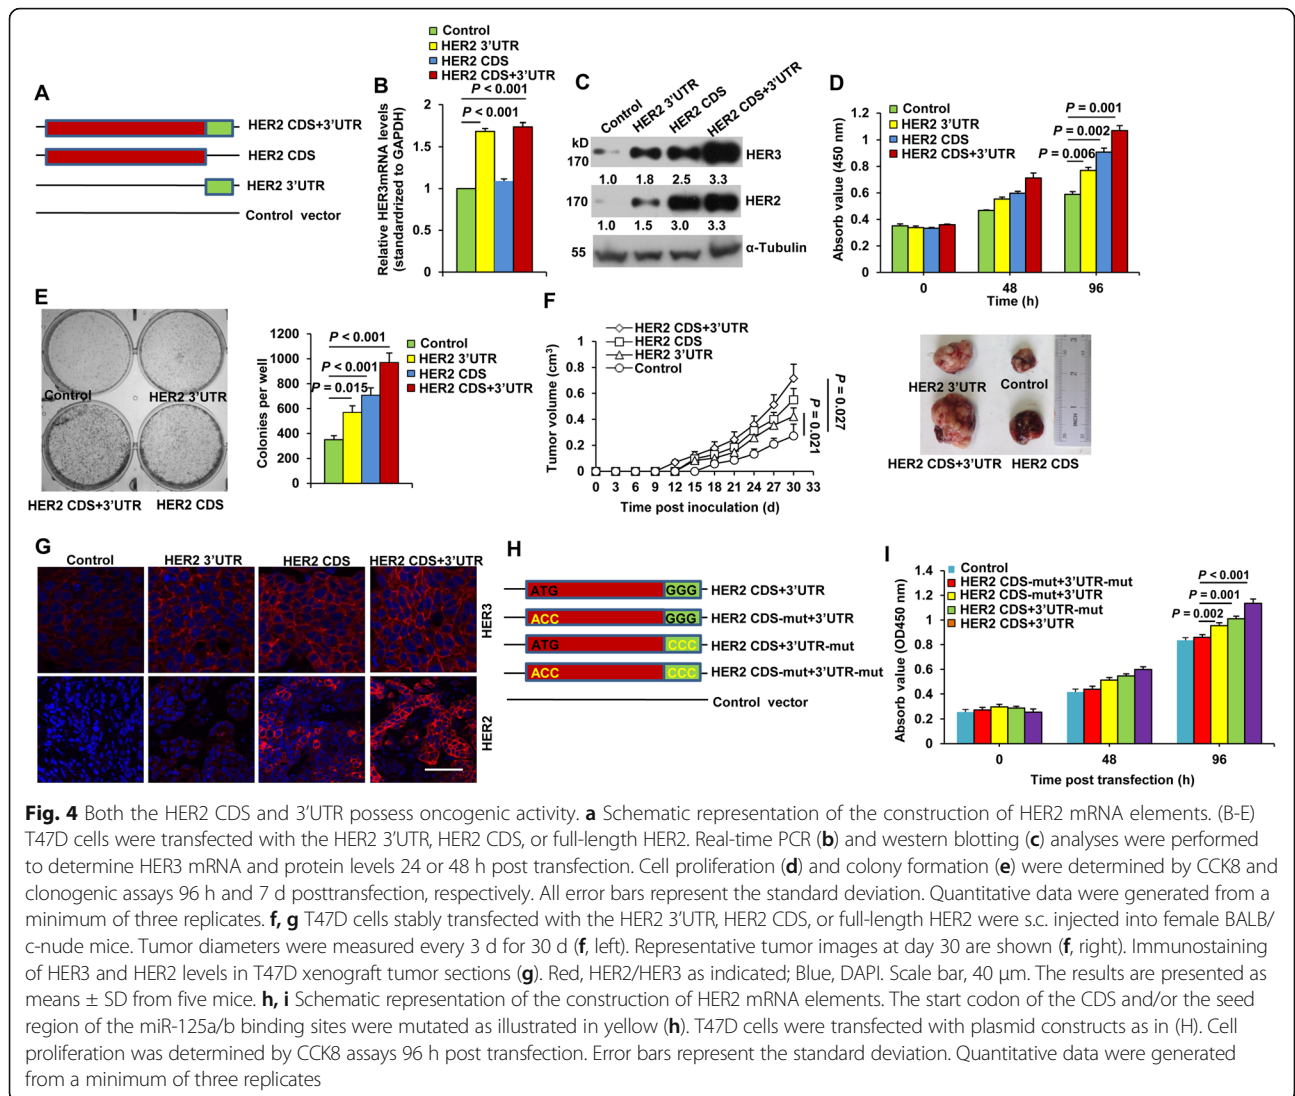 A
HER2 CDS+3'UTR
HER2 CDS
HER2 3'UTR
Control vector
B
Control
HER2 3'UTR
HER2 CDS
HER2 CDS+3'UTR
Relative HER3mRNA levels
(standardized to GAPDH)
P < 0.001
P < 0.001
2
1.5
1
0.5
0
C
Control
HER2 3'UTR
HER2 CDS
HER2 CDS+3'UTR
kD
170
HER3
1.0 1.8 2.5 3.3
170
HER2
1.0 1.5 3.0 3.3
55
α-Tubulin
D
Control
HER2 3'UTR
HER2 CDS
HER2 CDS+3'UTR
P = 0.001
P = 0.002
P = 0.006
Absorb value (450 nm)
1.2
1
0.8
0.6
0.4
0.2
0
0 48 96
Time (h)
E
Control
HER2 3'UTR
HER2 CDS+3'UTR
HER2 CDS
Colonies per well
1200
1000
800
600
400
200
0
P < 0.001
P < 0.001
P = 0.015
Control
HER2 3'UTR
HER2 CDS
HER2 CDS+3'UTR
F
HER2 CDS+3'UTR
HER2 CDS
HER2 3'UTR
Control
Tumor volume (cm³)
1
0.8
0.6
0.4
0.2
0
0 3 6 9 12 15 18 21 24 27 30 33
Time post inoculation (d)
P = 0.021
P = 0.027
HER2 3'UTR
Control
HER2 CDS+3'UTR
HER2 CDS
3
2
1
INCH
G
Control
HER2 3'UTR
HER2 CDS
HER2 CDS+3'UTR
HER3
HER2
H
ATG GGG HER2 CDS+3'UTR
ACC GGG HER2 CDS-mut+3'UTR
ATG CCC HER2 CDS+3'UTR-mut
ACC CCC HER2 CDS-mut+3'UTR-mut
Control vector
I
Control
HER2 CDS-mut+3'UTR-mut
HER2 CDS-mut+3'UTR
HER2 CDS+3'UTR-mut
HER2 CDS+3'UTR
P < 0.001
P = 0.001
P = 0.002
Absorb value (OD450 nm)
1.4
1.2
1
0.8
0.6
0.4
0.2
0
0 48 96
Time post transfection (h)
Fig. 4 Both the HER2 CDS and 3'UTR possess oncogenic activity. a Schematic representation of the construction of HER2 mRNA elements. (B-E)
T47D cells were transfected with the HER2 3'UTR, HER2 CDS, or full-length HER2. Real-time PCR (b) and western blotting (c) analyses were performed
to determine HER3 mRNA and protein levels 24 or 48 h post transfection. Cell proliferation (d) and colony formation (e) were determined by CCK8 and
clonogenic assays 96 h and 7 d posttransfection, respectively. All error bars represent the standard deviation. Quantitative data were generated from a
minimum of three replicates. f, g T47D cells stably transfected with the HER2 3'UTR, HER2 CDS, or full-length HER2 were s.c. injected into female BALB/
c-nude mice. Tumor diameters were measured every 3 d for 30 d (f, left). Representative tumor images at day 30 are shown (f, right). Immunostaining
of HER3 and HER2 levels in T47D xenograft tumor sections (g). Red, HER2/HER3 as indicated; Blue, DAPI. Scale bar, 40 μm. The results are presented as
means ± SD from five mice. h, i Schematic representation of the construction of HER2 mRNA elements. The start codon of the CDS and/or the seed
region of the miR-125a/b binding sites were mutated as illustrated in yellow (h). T47D cells were transfected with plasmid constructs as in (H). Cell
proliferation was determined by CCK8 assays 96 h post transfection. Error bars represent the standard deviation. Quantitative data were generated
from a minimum of three replicates